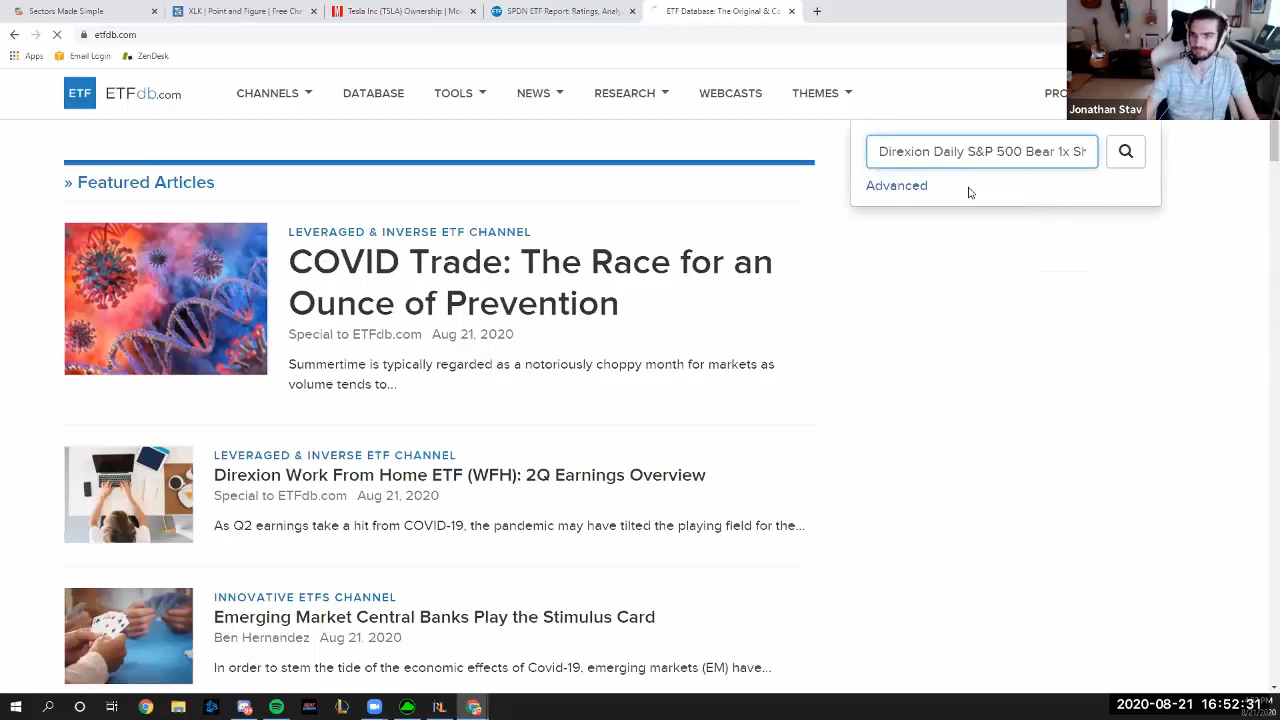 Sectors Made Simple
XLK | Point and Figure | Free Ch
Tesla Inc (TSLA) Ownership | Mo
SPDN ETF Report: Ratings, Analy
ETF Database: The Original & Co
etfdb.com
Apps
Email Login
ZenDesk
ETF
ETFdb.com
CHANNELS
DATABASE
TOOLS
NEWS
RESEARCH
WEBCASTS
THEMES
PRO
Jonathan Stav
Direxion Daily S&P 500 Bear 1x Sh
Advanced
» Featured Articles
LEVERAGED & INVERSE ETF CHANNEL
COVID Trade: The Race for an
Ounce of Prevention
Special to ETFdb.com Aug 21, 2020
Summertime is typically regarded as a notoriously choppy month for markets as
volume tends to...
LEVERAGED & INVERSE ETF CHANNEL
Direxion Work From Home ETF (WFH): 2Q Earnings Overview
Special to ETFdb.com Aug 21, 2020
As Q2 earnings take a hit from COVID-19, the pandemic may have tilted the playing field for the...
INNOVATIVE ETFS CHANNEL
Emerging Market Central Banks Play the Stimulus Card
Ben Hernandez Aug 21, 2020
In order to stem the tide of the economic effects of Covid-19, emerging markets (EM) have...
2020-08-21 16:52:31